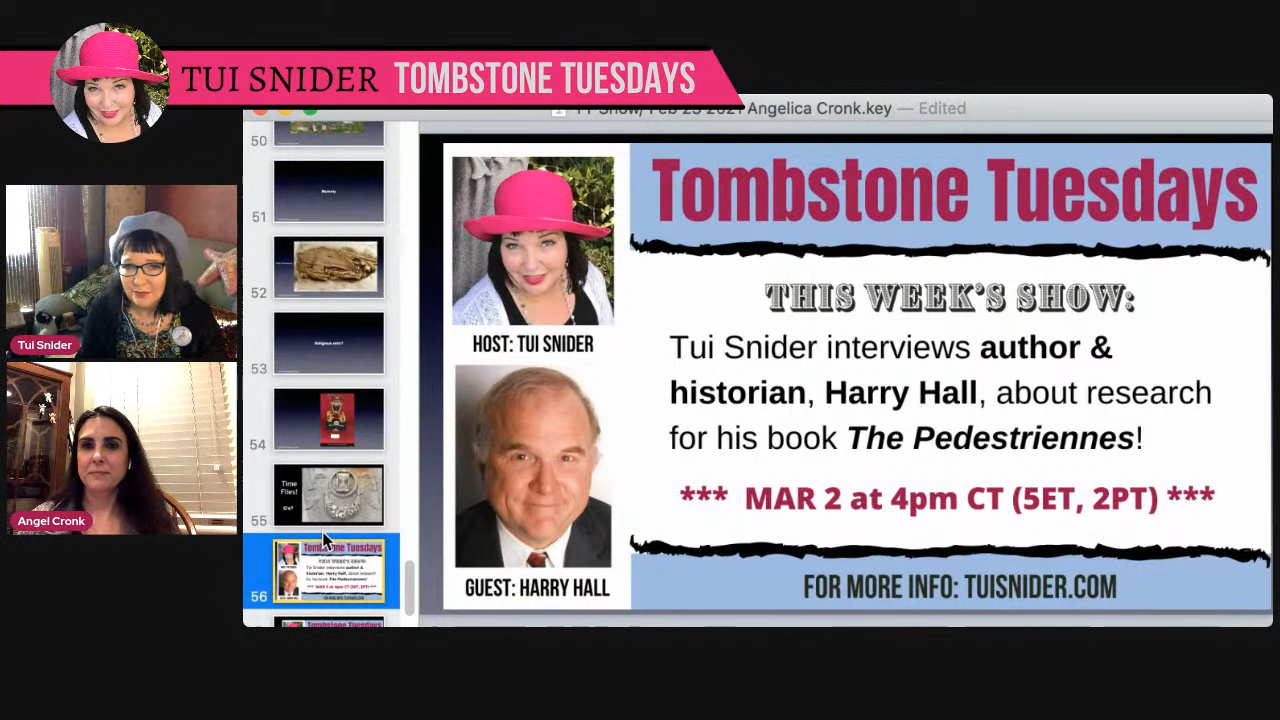 TUI SNIDER TOMBSTONE TUESDAYS
Angelica Cronk.key — Edited
Tui Snider
Angel Cronk
50
51
Mummy
52
53
54
55
Time
Flies!
56
Tombstone Tuesdays
HOST: TUI SNIDER
GUEST: HARRY HALL
THIS WEEK'S SHOW:
Tui Snider interviews author &
historian, Harry Hall, about research
for his book The Pedestriennes!
*** MAR 2 at 4pm CT (5ET, 2PT) ***
FOR MORE INFO: TUISNIDER.COM